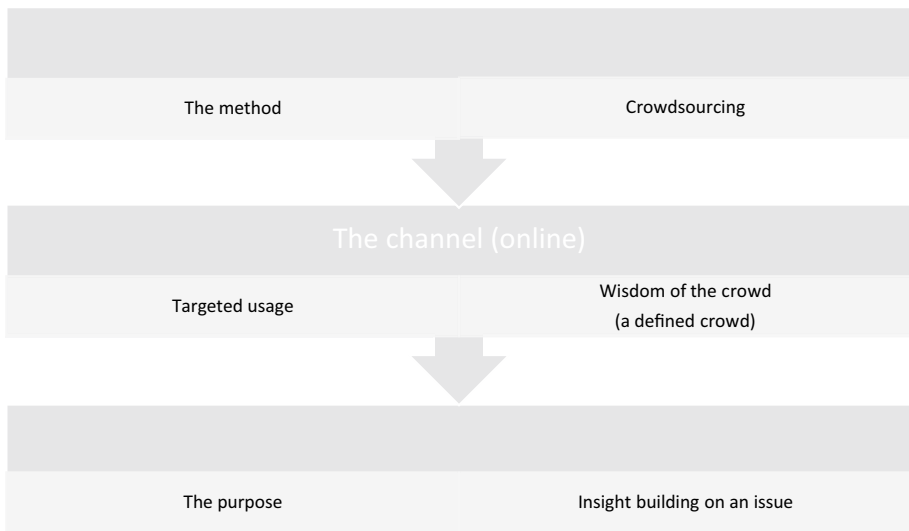 The method
Crowdsourcing
The channel (online)
Targeted usage
Wisdom of the crowd
(a defined crowd)
The purpose
Insight building on an issue